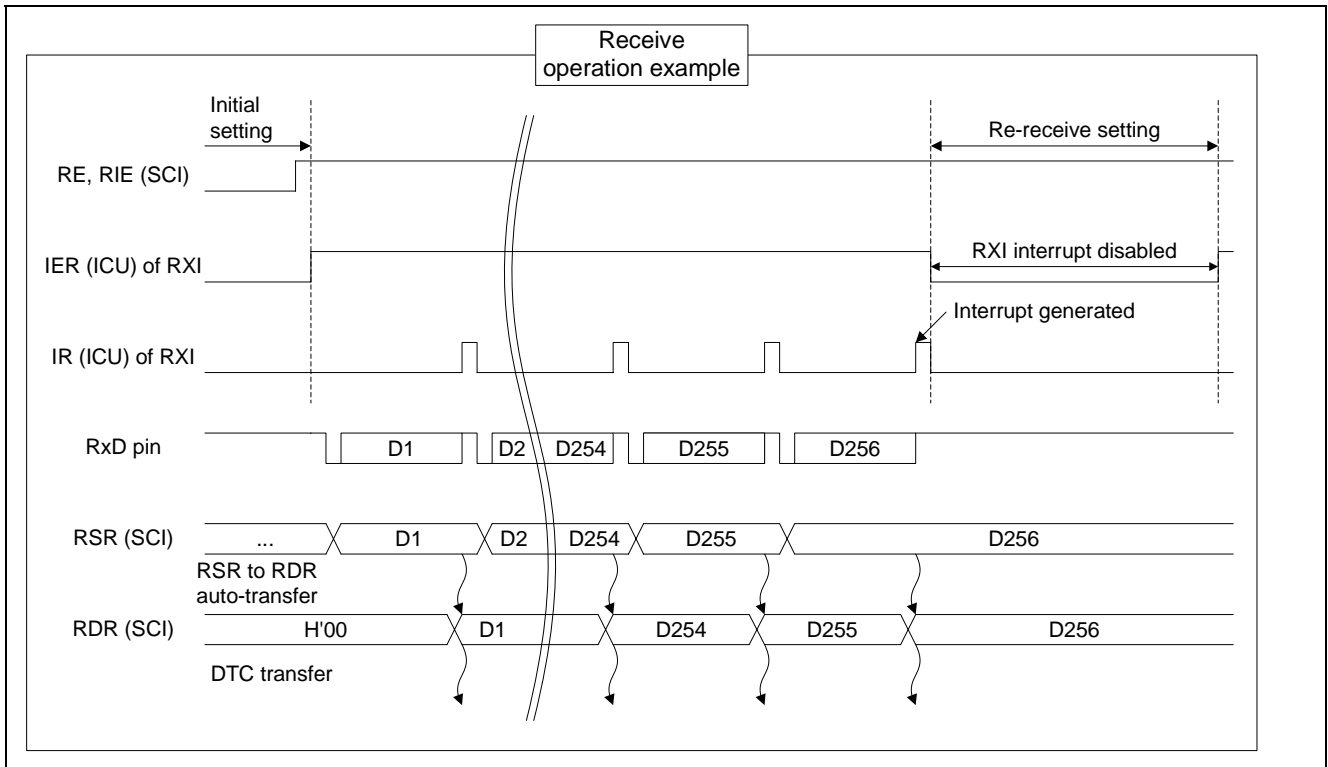 Receive
operation example
Initial
setting
Re-receive setting
RE, RIE (SCI)
IER (ICU) of RXI
RXI interrupt disabled
Interrupt generated
IR (ICU) of RXI
RxD pin
D1
D2
D254
D255
D256
RSR (SCI)
...
D1
D2
D254
D255
D256
RSR to RDR
auto-transfer
RDR (SCI)
H'00
D1
D254
D255
D256
DTC transfer